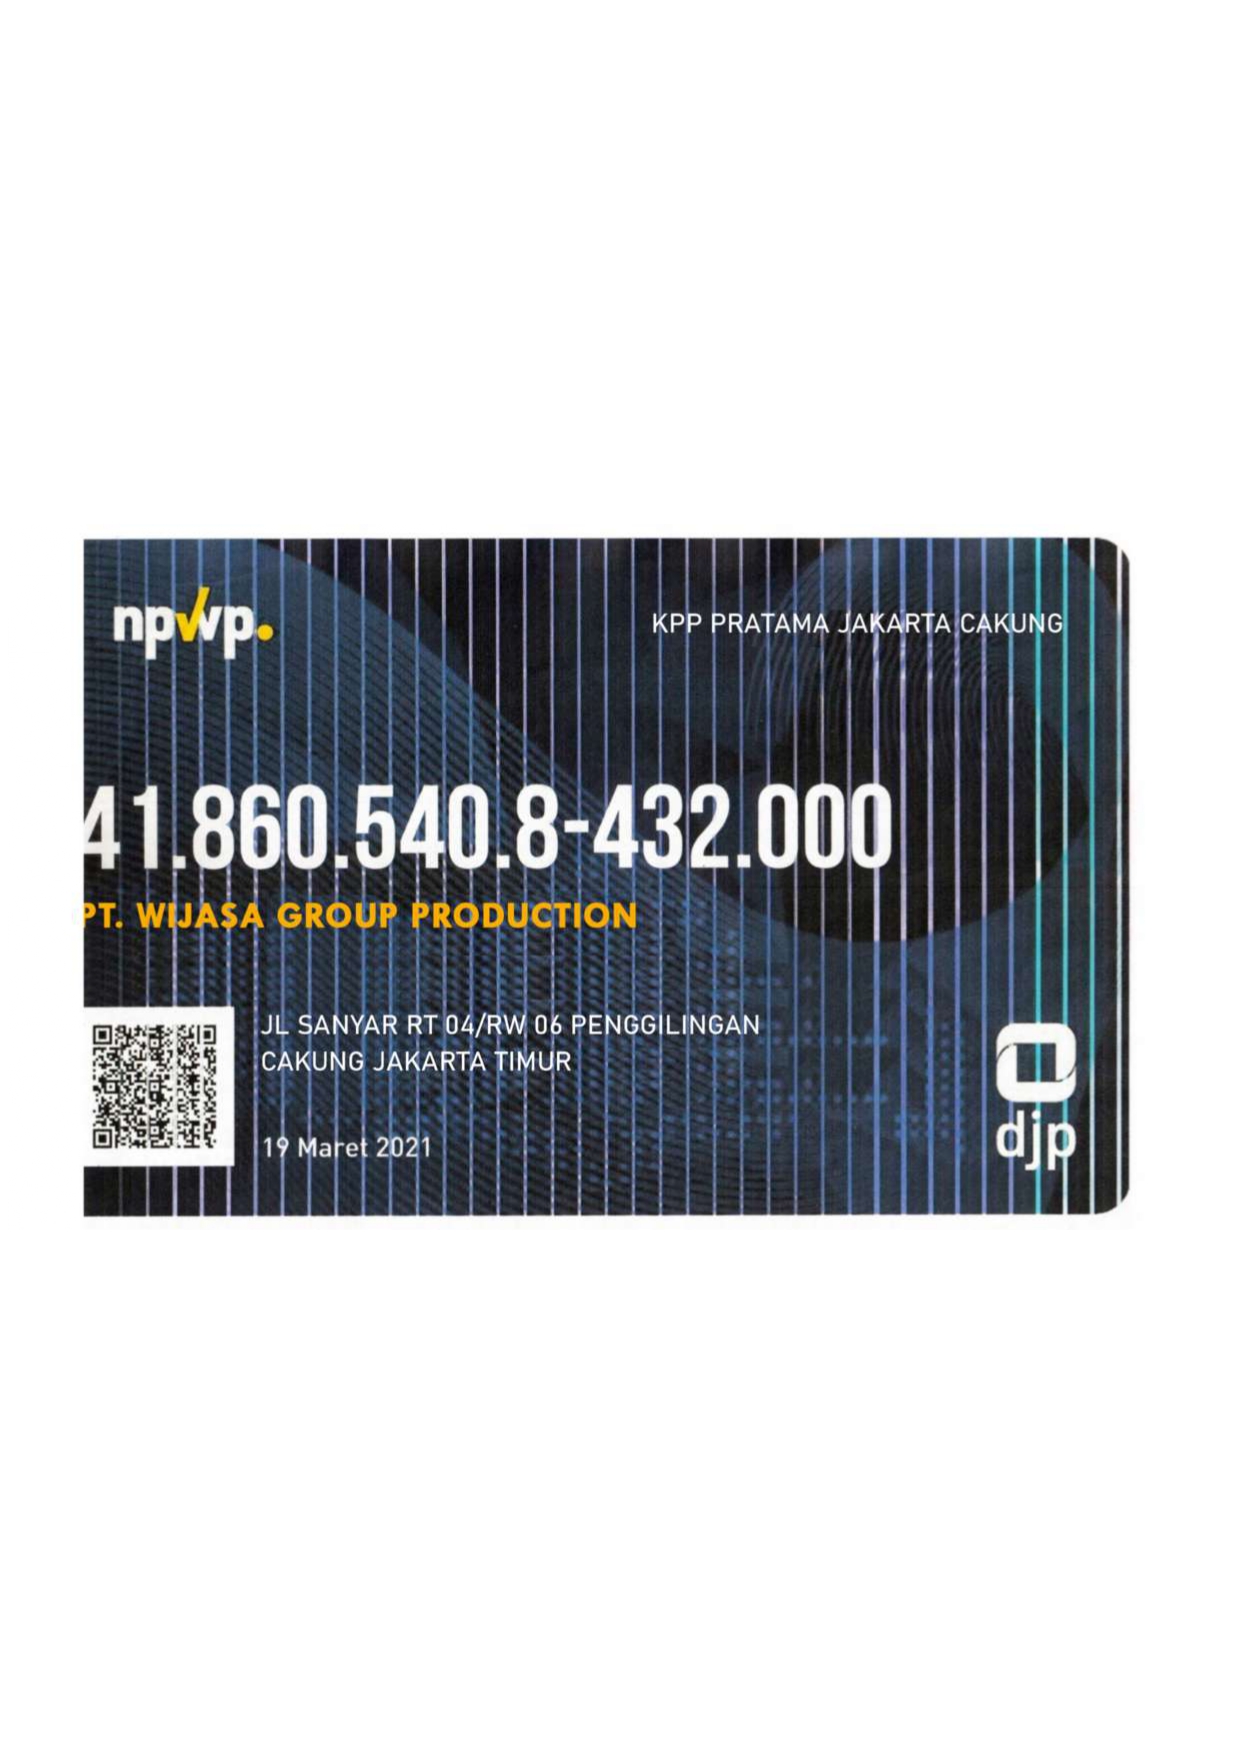 npwp.
KPP PRATAMA JAKARTA CAKUNG
41.860.540.8-432.000
PT. WIJASA GROUP PRODUCTION
JL SANYAR RT 04/RW 06 PENGGILINGAN
CAKUNG JAKARTA TIMUR
19 Maret 2021
djp